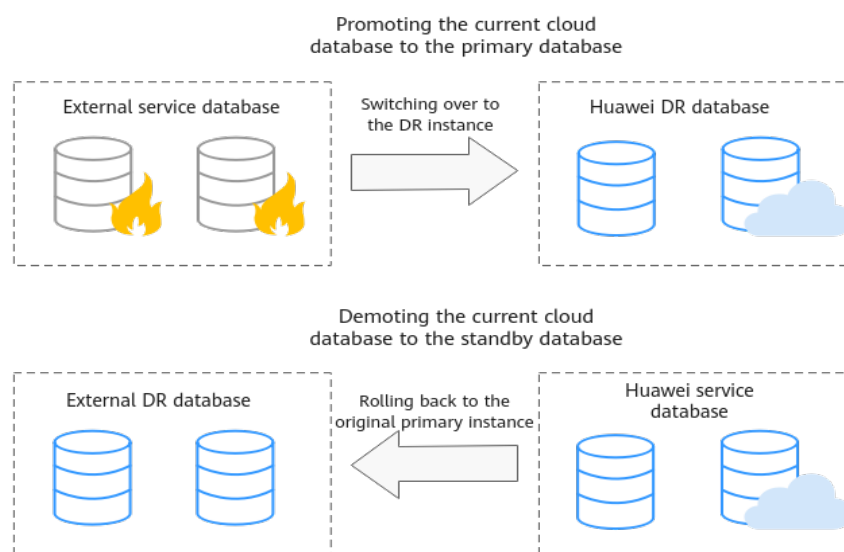 Promoting the current cloud
database to the primary database
External service database
Switching over to
the DR instance
Huawei DR database
Demoting the current cloud
database to the standby database
External DR database
Rolling back to the
original primary instance
Huawei service
database